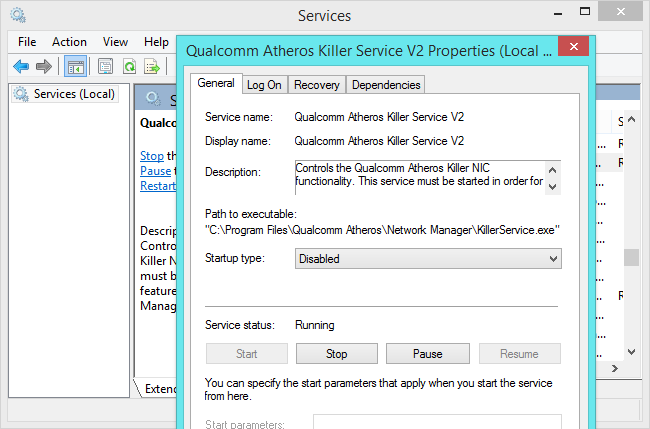 Services
File Action View Help
Qualcomm Atheros Killer Service V2 Properties (Local ...
Services (Local)
Qualc
Stop th
Pause t
Restart
Descrip
Contro
Killer N
must b
feature
Manag
Extend
General Log On Recovery Dependencies
Service name: Qualcomm Atheros Killer Service V2
Display name: Qualcomm Atheros Killer Service V2
Description: Controls the Qualcomm Atheros Killer NIC
functionality. This service must be started in order for
Path to executable:
"C:\Program Files\Qualcomm Atheros\Network Manager\KillerService.exe"
Startup type: Disabled
Service status: Running
Start Stop Pause Resume
You can specify the start parameters that apply when you start the service
from here.
Start parameters: